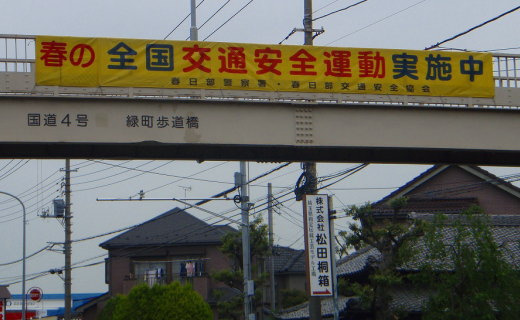 春の全国交通安全運動実施中
春日部警察署・春日部交通安全協会
国道4号 緑町歩道橋
株式会社 松田桐箱